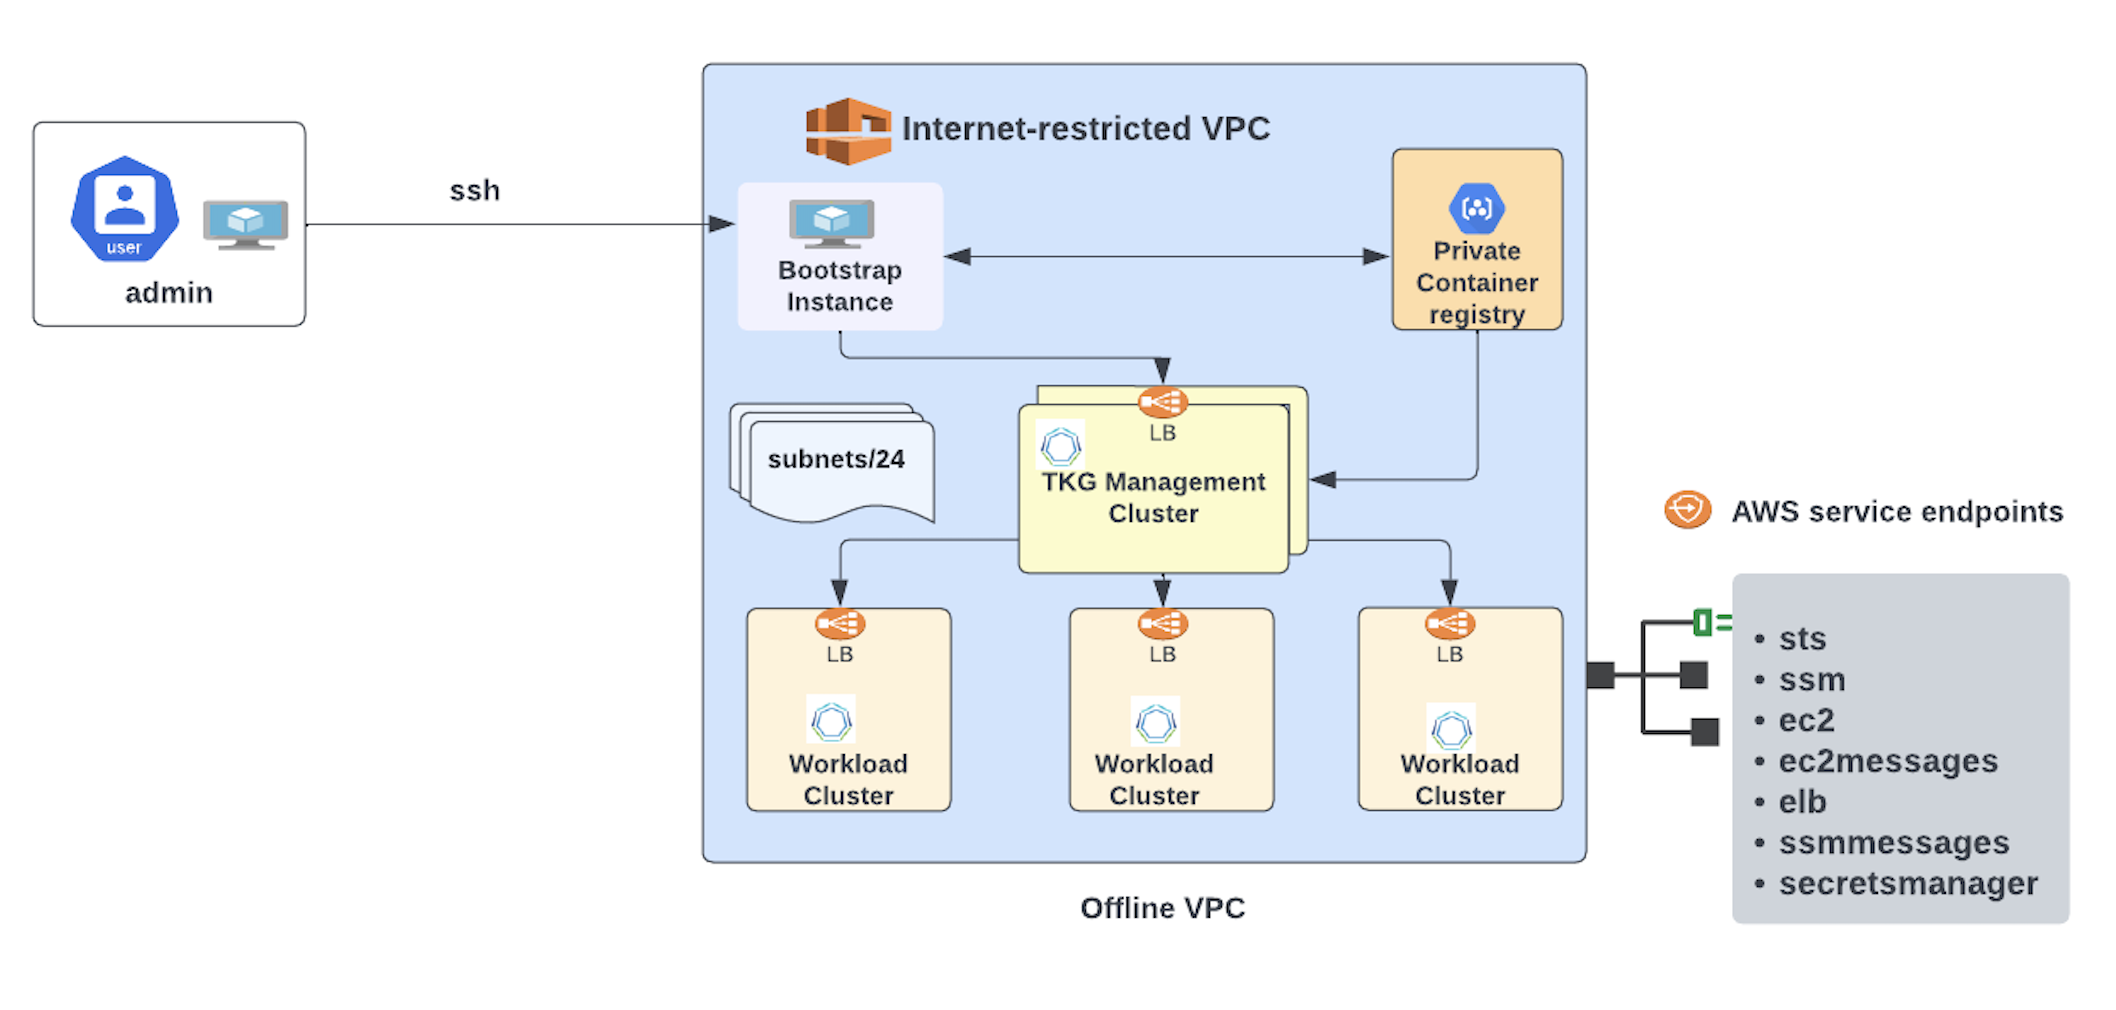 Internet-restricted VPC
user
admin
ssh
Bootstrap
Instance
Private
Container
registry
subnets/24
LB
TKG Management
Cluster
LB
Workload
Cluster
LB
Workload
Cluster
LB
Workload
Cluster
Offline VPC
AWS service endpoints
• sts
• ssm
• ec2
• ec2messages
• elb
• ssmmessages
• secretsmanager